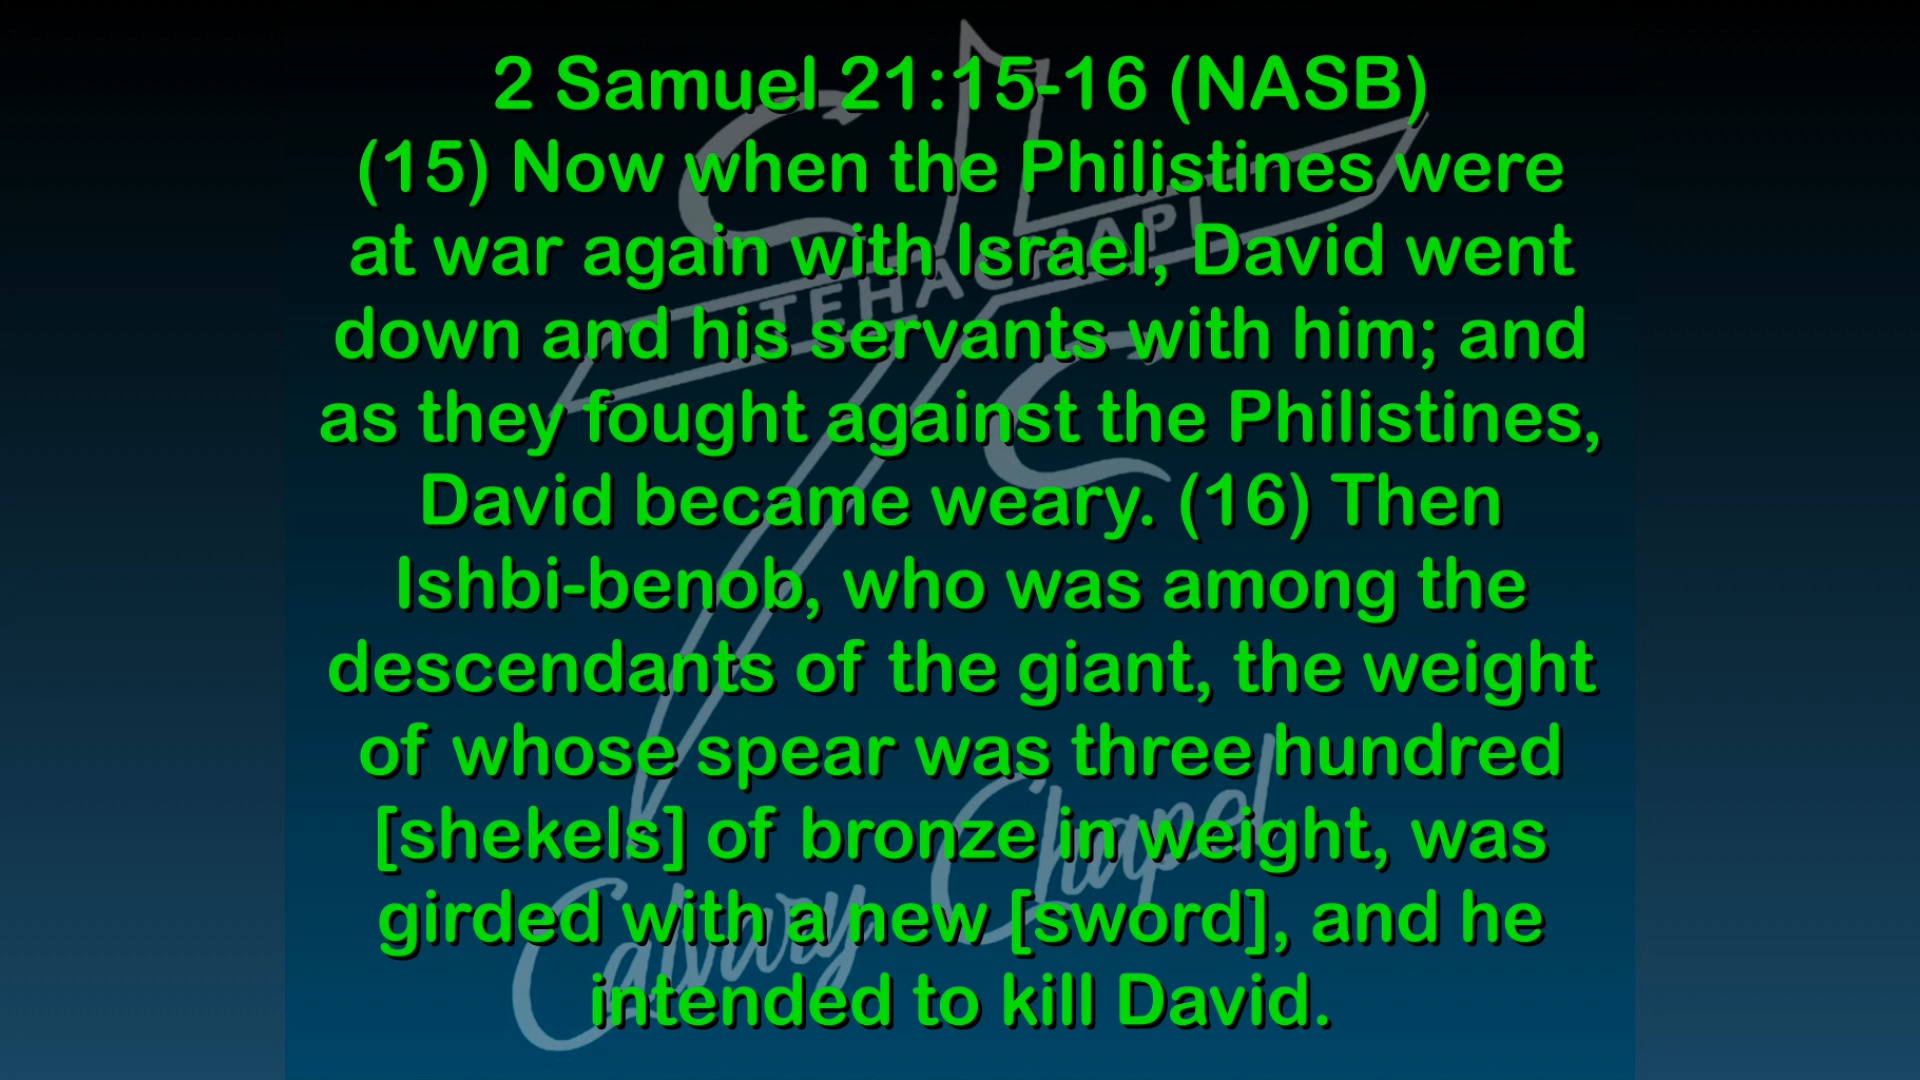 2 Samuel 21:15-16 (NASB)
(15) Now when the Philistines were
at war again with Israel, David went
down and his servants with him; and
as they fought against the Philistines,
David became weary. (16) Then
Ishbi-benob, who was among the
descendants of the giant, the weight
of whose spear was three hundred
[shekels] of bronze in weight, was
girded with a new [sword], and he
intended to kill David.
TEHACHAPI
Calvary Chapel